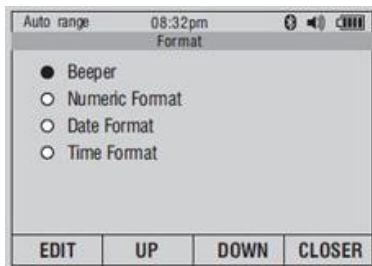 Auto range 08:32pm
Format
Beeper
Numeric Format
Date Format
Time Format
EDIT UP DOWN CLOSER